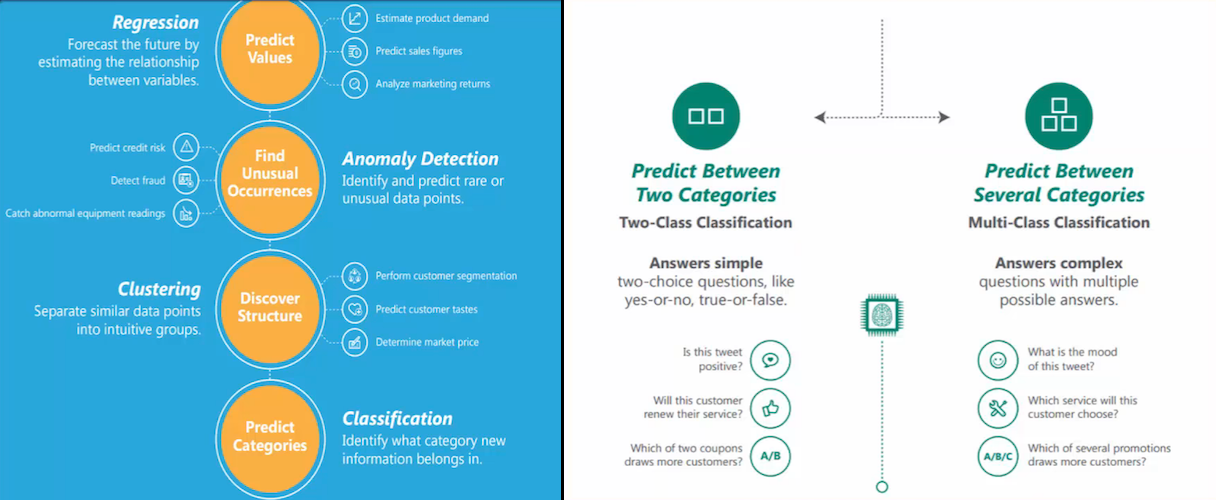 Regression
Forecast the future by
estimating the relationship
between variables.
Predict
Values
Estimate product demand
Predict sales figures
Analyze marketing returns
Predict credit risk
Detect fraud
Catch abnormal equipment readings
Find
Unusual
Occurrences
Anomaly Detection
Identify and predict rare or
unusual data points.
Clustering
Separate similar data points
into intuitive groups.
Discover
Structure
Perform customer segmentation
Predict customer tastes
Determine market price
Predict
Categories
Classification
Identify what category new
information belongs in.
Predict Between
Two Categories
Two-Class Classification
Answers simple
two-choice questions, like
yes-or-no, true-or-false.
Is this tweet
positive?
Will this customer
renew their service?
Which of two coupons
draws more customers?
A/B
Predict Between
Several Categories
Multi-Class Classification
Answers complex
questions with multiple
possible answers.
What is the mood
of this tweet?
Which service will this
customer choose?
A/B/C
Which of several promotions
draws more customers?